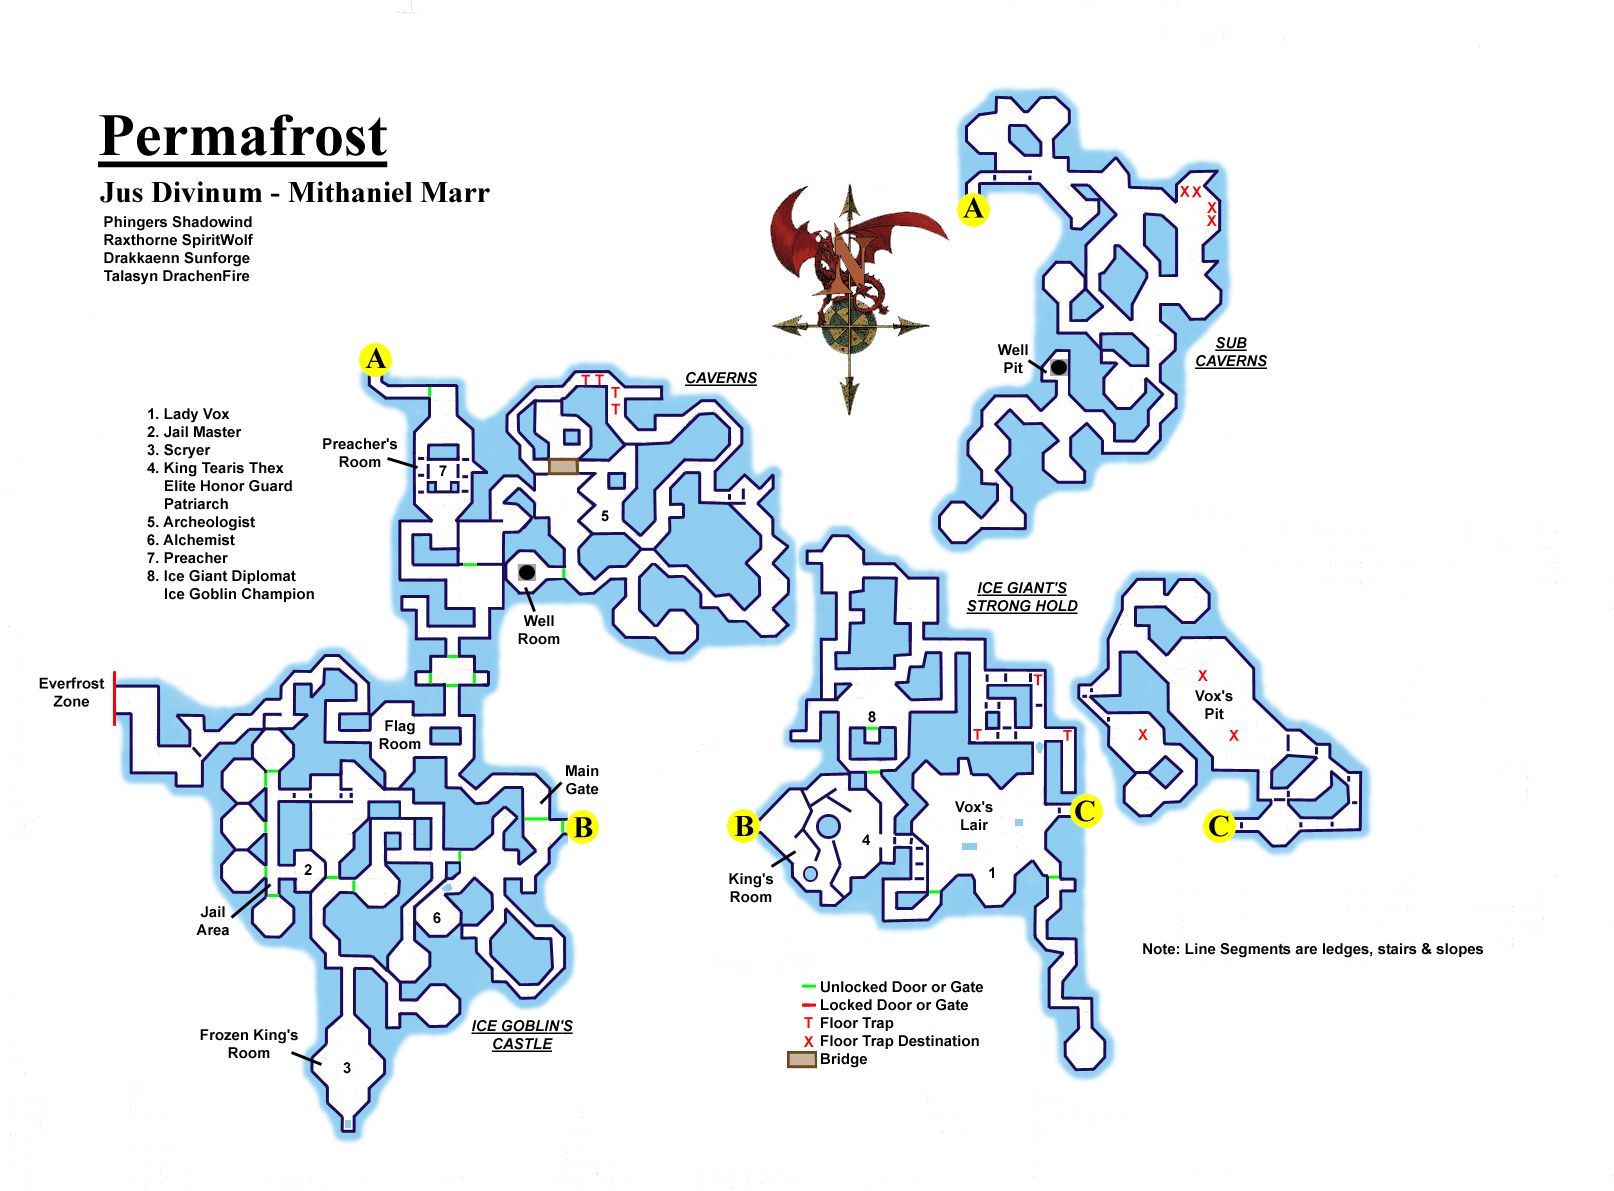 Permafrost
Jus Divinum - Mithaniel Marr
Phingers Shadowind
Raxthorne SpiritWolf
Drakkaenn Sunforge
Talasyn DrachenFire
N
A
X X
X
X
SUB
CAVERNS
Well
Pit
A
CAVERNS
T T
T
T
1. Lady Vox
2. Jail Master
3. Scryer
4. King Tearis Thex
Elite Honor Guard
Patriarch
5. Archeologist
6. Alchemist
7. Preacher
8. Ice Giant Diplomat
Ice Goblin Champion
Preacher's
Room
7
5
Well
Room
ICE GIANT'S
STRONG HOLD
Everfrost
Zone
Flag
Room
Main
Gate
B
2
Jail
Area
6
Frozen King's
Room
3
ICE GOBLIN'S
CASTLE
T
8
T
T
B
King's
Room
4
Vox's
Lair
1
C
X
Vox's
Pit
X
X
C
Note: Line Segments are ledges, stairs & slopes
Unlocked Door or Gate
Locked Door or Gate
T Floor Trap
X Floor Trap Destination
Bridge